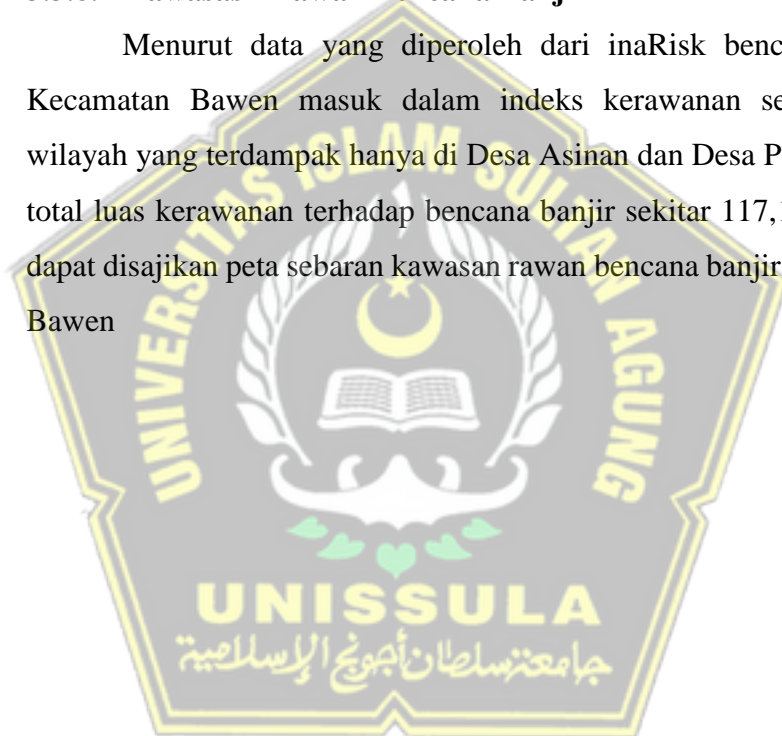 Menurut data yang diperoleh dari inaRisk
Kecamatan Bawen masuk dalam indeks kerawanan
wilayah yang terdampak hanya di Desa Asinan dan Desa
total luas kerawanan terhadap bencana banjir sekitar 117,
dapat disajikan peta sebaran kawasan rawan bencana banjir
Bawen
UNIVERSITAS ISLAM SULTAN AGUNG
UNISSULA
جامعة سلطان أجونج الإسلامية